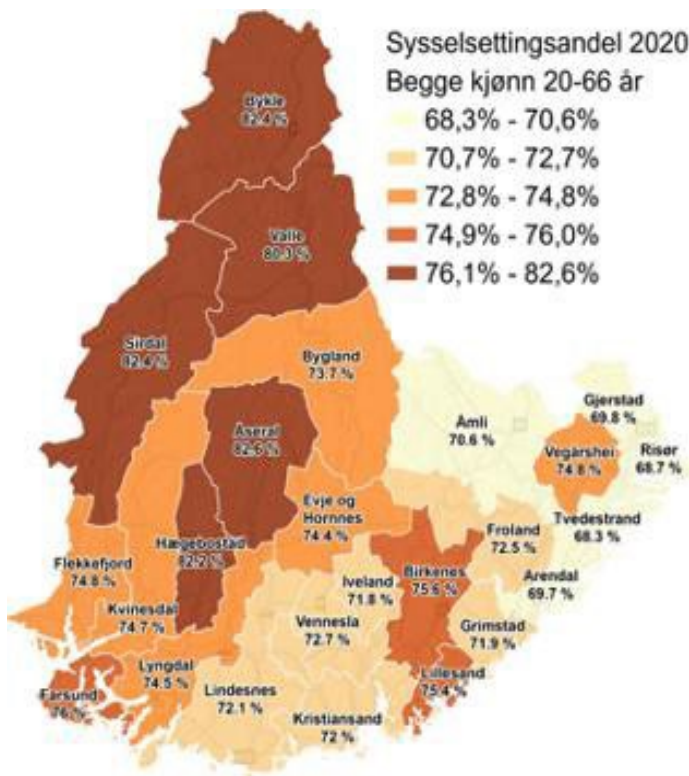 Sysselsettingsandel 2020
Begge kjønn 20-66 år
68,3% - 70,6%
70,7% - 72,7%
72,8% - 74,8%
74,9% - 76,0%
76,1% - 82,6%
Bykle
82.4 %
Valle
80.3 %
Sirdal
82.4 %
Bygland
73.7 %
Gjerstad
69.8 %
Åmli
70.6 %
Åseral
82.6 %
Vegårshei
74.8 %
Risør
68.7 %
Evje og
Hornnes
74.4 %
Tvedestrand
68.3 %
Froland
72.5 %
Hægebostad
82.2 %
Flekkefjord
74.8 %
Iveland
71.8 %
Birkenes
75.6 %
Arendal
69.7 %
Kvinesdal
74.7 %
Vennesla
72.7 %
Grimstad
71.9 %
Lyngdal
74.5 %
Lillesand
75.4 %
Farsund
76 %
Lindesnes
72.1 %
Kristiansand
72 %